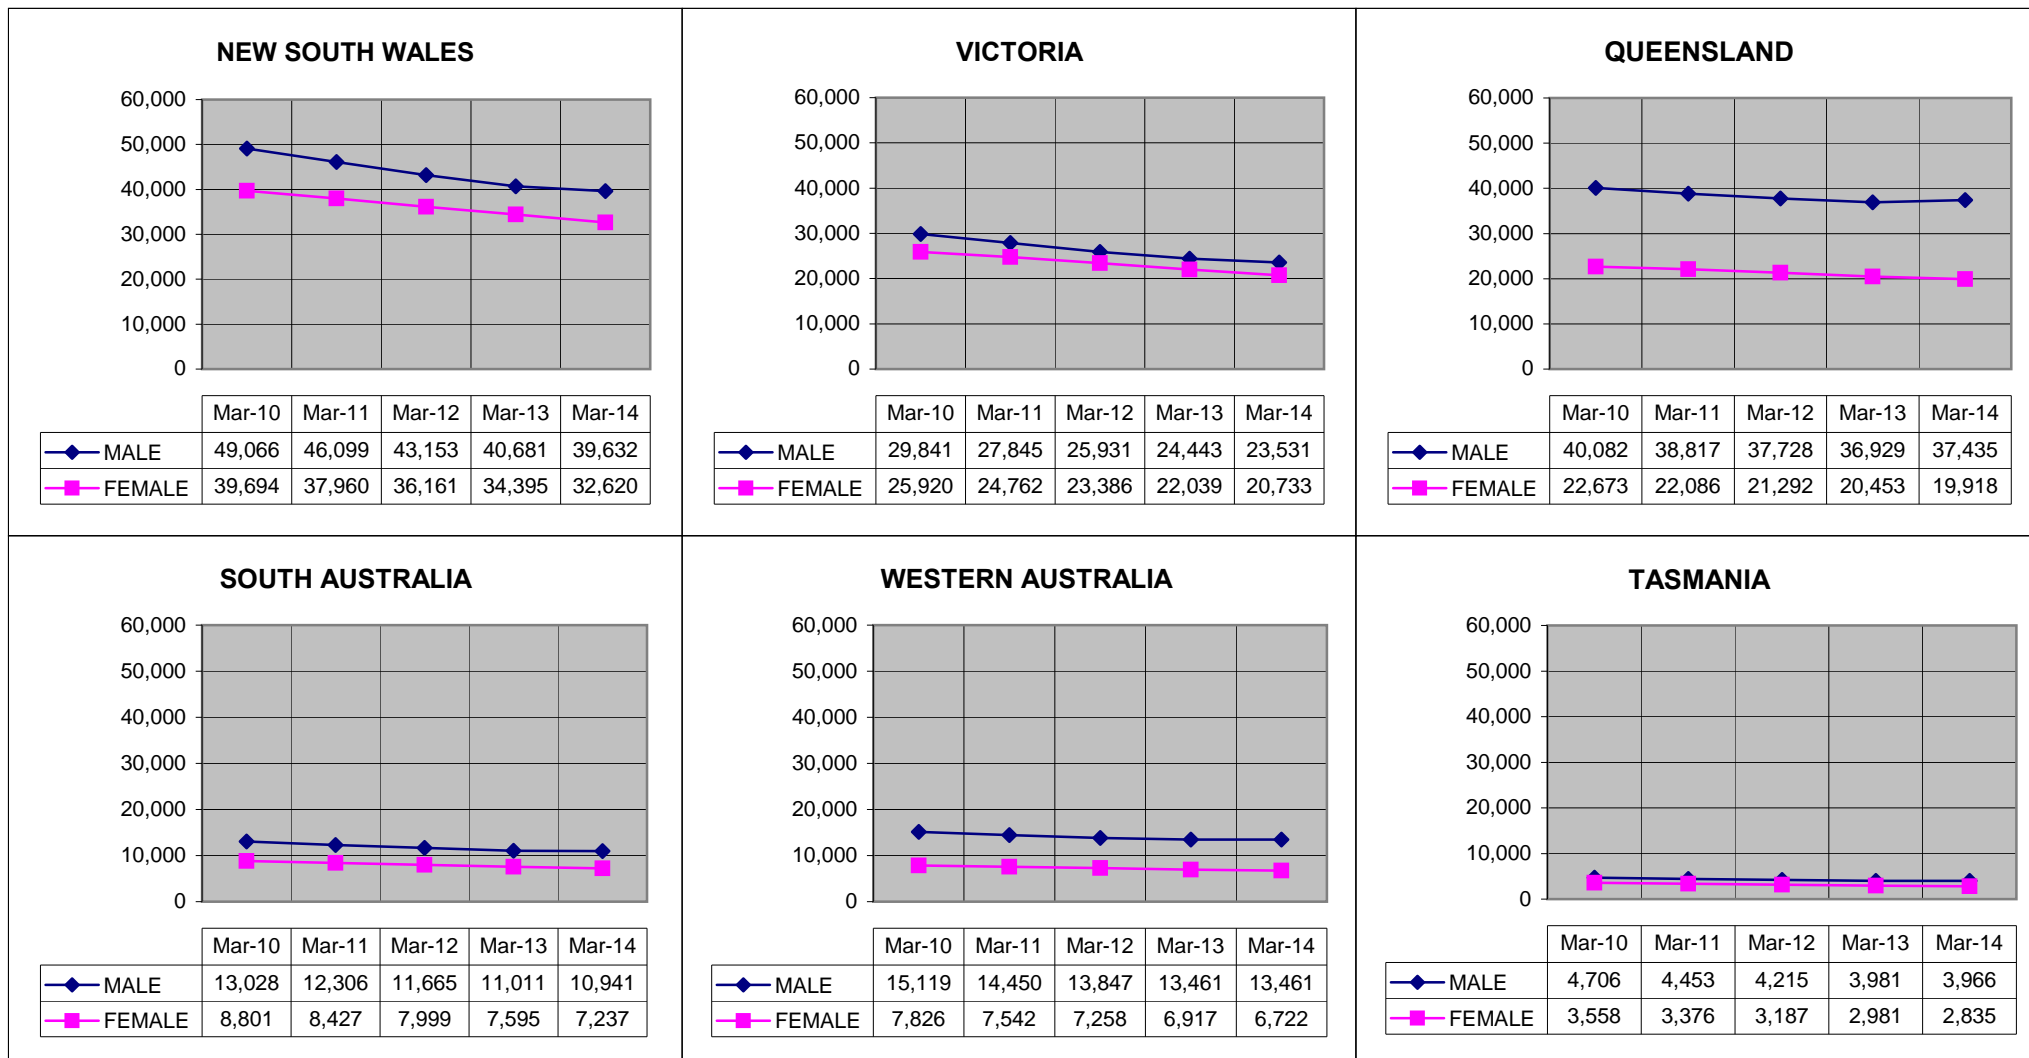 NEW SOUTH WALES
60,000
50,000
40,000
30,000
20,000
10,000
0
Mar-10 Mar-11 Mar-12 Mar-13 Mar-14
MALE 49,066 46,099 43,153 40,681 39,632
FEMALE 39,694 37,960 36,161 34,395 32,620
VICTORIA
60,000
50,000
40,000
30,000
20,000
10,000
0
Mar-10 Mar-11 Mar-12 Mar-13 Mar-14
MALE 29,841 27,845 25,931 24,443 23,531
FEMALE 25,920 24,762 23,386 22,039 20,733
QUEENSLAND
60,000
50,000
40,000
30,000
20,000
10,000
0
Mar-10 Mar-11 Mar-12 Mar-13 Mar-14
MALE 40,082 38,817 37,728 36,929 37,435
FEMALE 22,673 22,086 21,292 20,453 19,918
SOUTH AUSTRALIA
60,000
50,000
40,000
30,000
20,000
10,000
0
Mar-10 Mar-11 Mar-12 Mar-13 Mar-14
MALE 13,028 12,306 11,665 11,011 10,941
FEMALE 8,801 8,427 7,999 7,595 7,237
WESTERN AUSTRALIA
60,000
50,000
40,000
30,000
20,000
10,000
0
Mar-10 Mar-11 Mar-12 Mar-13 Mar-14
MALE 15,119 14,450 13,847 13,461 13,461
FEMALE 7,826 7,542 7,258 6,917 6,722
TASMANIA
60,000
50,000
40,000
30,000
20,000
10,000
0
Mar-10 Mar-11 Mar-12 Mar-13 Mar-14
MALE 4,706 4,453 4,215 3,981 3,966
FEMALE 3,558 3,376 3,187 2,981 2,835